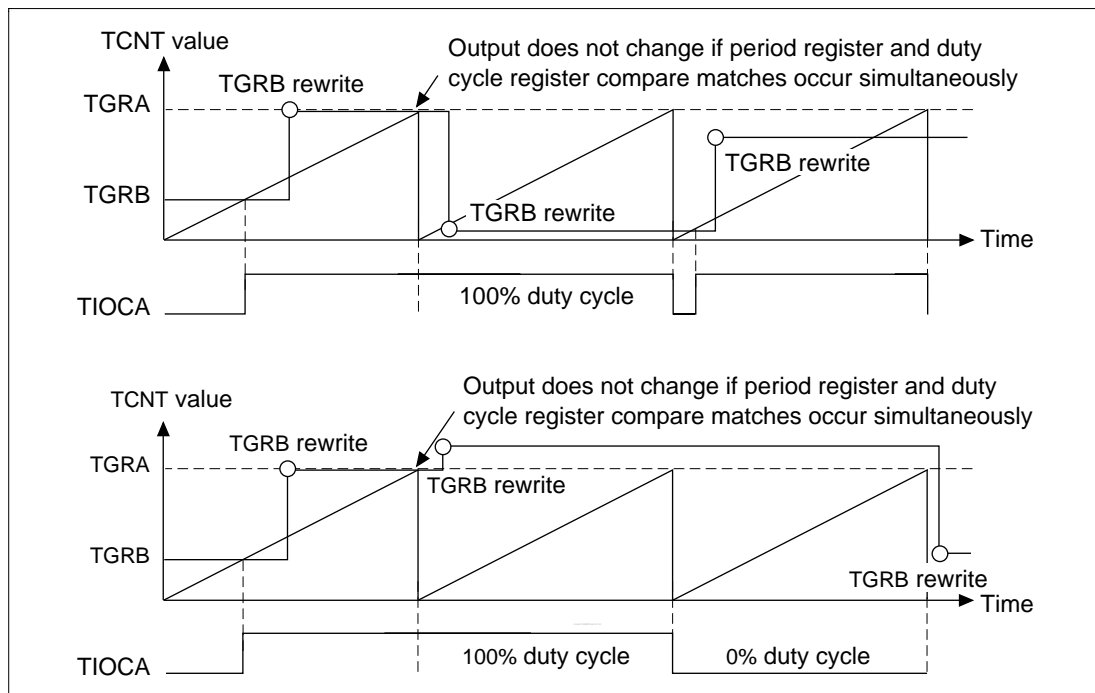 TCNT value
Output does not change if period register and duty
cycle register compare matches occur simultaneously
TGRB rewrite
TGRA
TGRB rewrite
TGRB
TGRB rewrite
Time
100% duty cycle
TIOCA
Output does not change if period register and duty
cycle register compare matches occur simultaneously
TCNT value
TGRB rewrite
TGRA
TGRB rewrite
TGRB
TGRB rewrite
Time
100% duty cycle
0% duty cycle
TIOCA